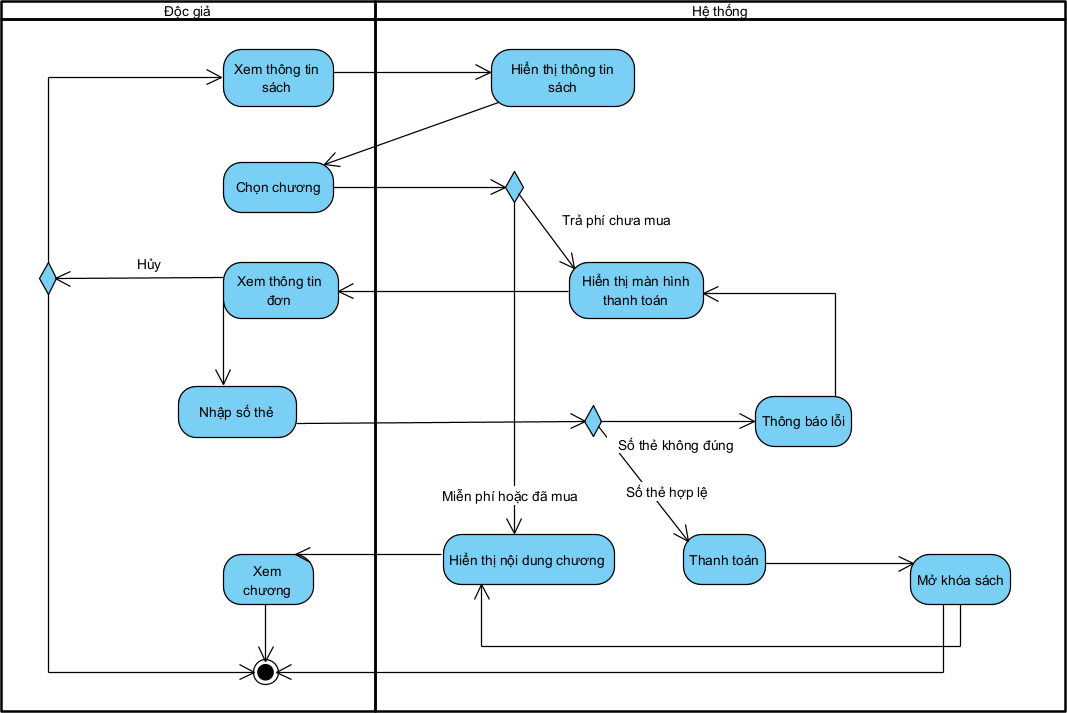 Độc giả
Hệ thống
Xem thông tin
sách
Hiển thị thông tin
sách
Chọn chương
Trả phí chưa mua
Hủy
Xem thông tin
đơn
Hiển thị màn hình
thanh toán
Nhập số thẻ
Thông báo lỗi
Số thẻ không đúng
Số thẻ hợp lệ
Miễn phí hoặc đã mua
Hiển thị nội dung chương
Thanh toán
Xem
chương
Mở khóa sách